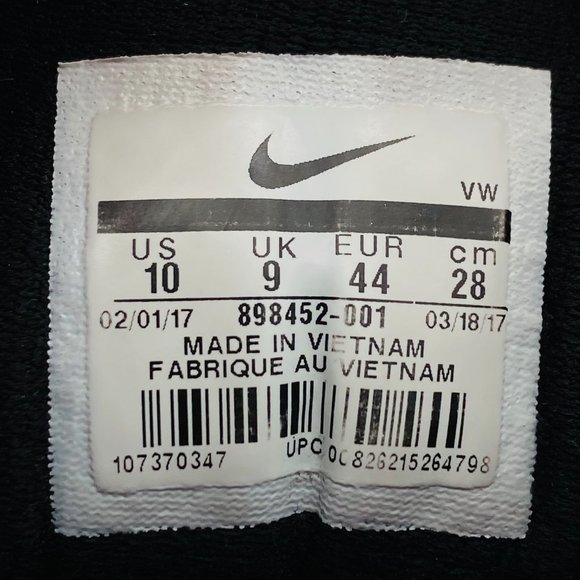 VW
US UK EUR cm
10 9 44 28
02/01/17 898452-001 03/18/17
MADE IN VIETNAM
FABRIQUE AU VIETNAM
107370347 UPC 00826215264798